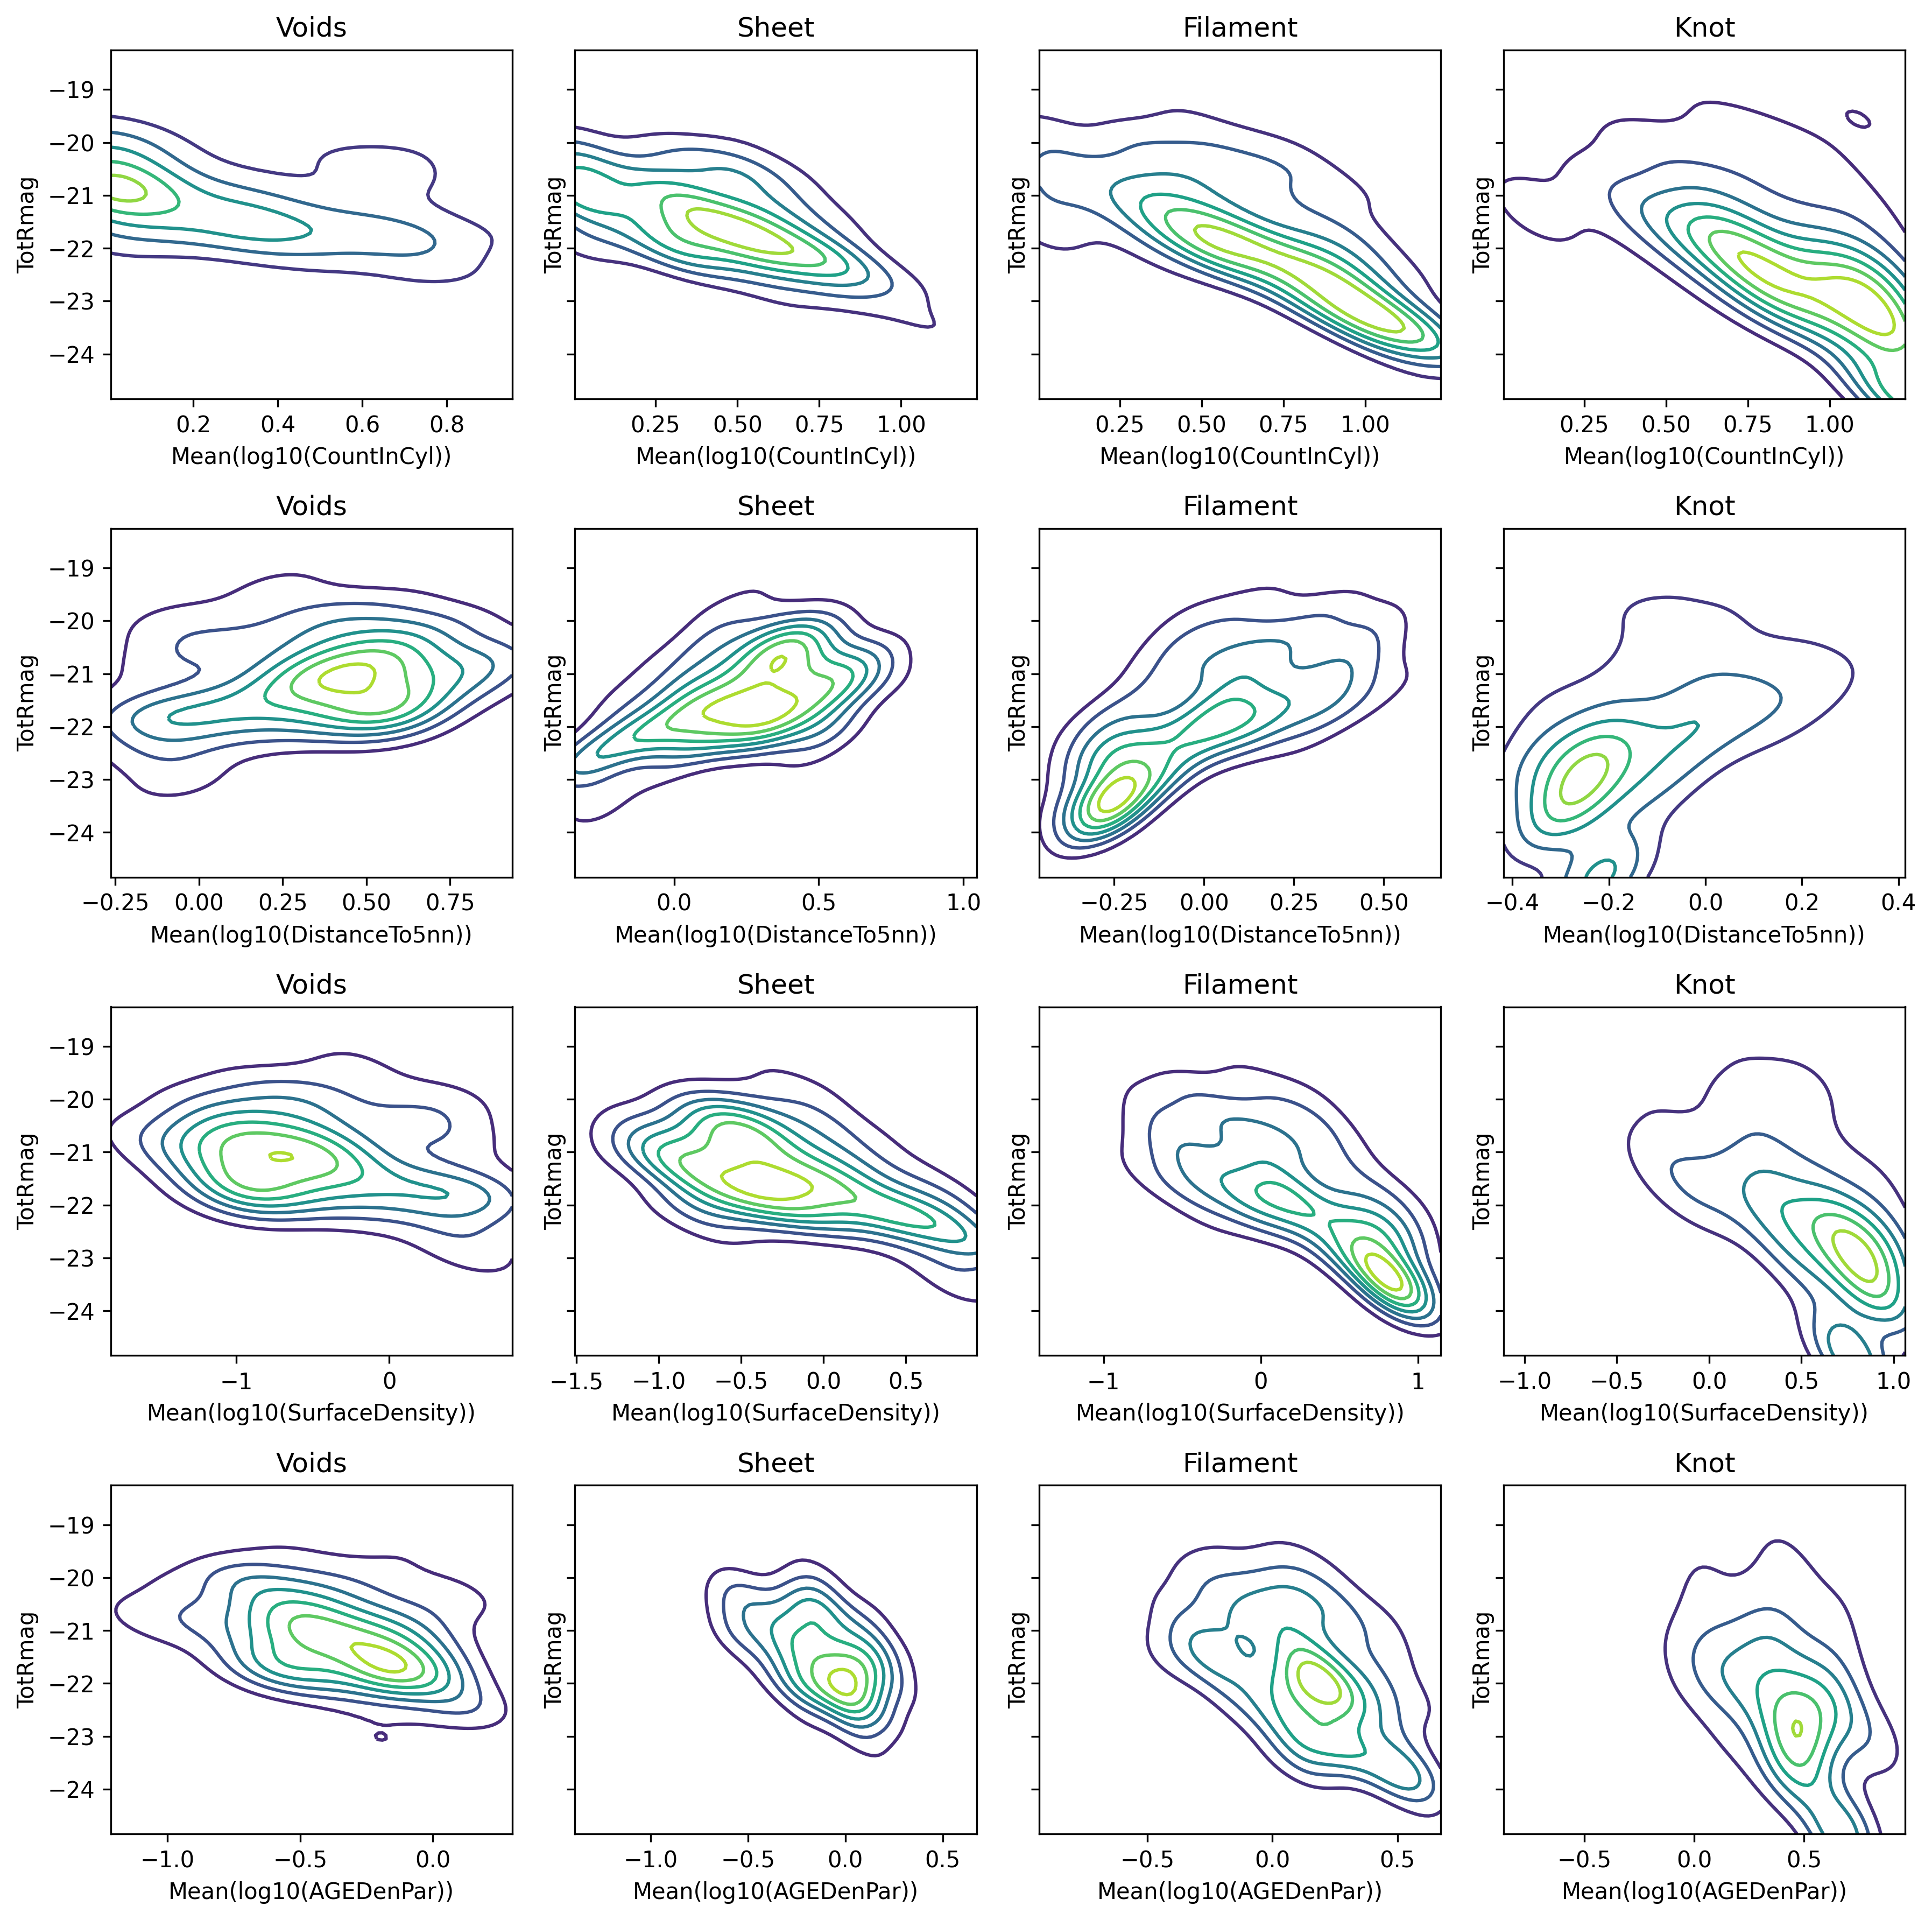 Voids Sheet Filament Knot
TotRmag TotRmag TotRmag TotRmag
−19
−20
−21
−22
−23
−24
0.2 0.4 0.6 0.8 0.25 0.50 0.75 1.00 0.25 0.50 0.75 1.00 0.25 0.50 0.75 1.00
Mean(log10(CountInCyl)) Mean(log10(CountInCyl)) Mean(log10(CountInCyl)) Mean(log10(CountInCyl))
Voids Sheet Filament Knot
TotRmag TotRmag TotRmag TotRmag
−19
−20
−21
−22
−23
−24
−0.25 0.00 0.25 0.50 0.75 0.0 0.5 1.0 −0.25 0.00 0.25 0.50 −0.4 −0.2 0.0 0.2 0.4
Mean(log10(DistanceTo5nn)) Mean(log10(DistanceTo5nn)) Mean(log10(DistanceTo5nn)) Mean(log10(DistanceTo5nn))
Voids Sheet Filament Knot
TotRmag TotRmag TotRmag TotRmag
−19
−20
−21
−22
−23
−24
−1 0 −1.5 −1.0 −0.5 0.0 0.5 −1 0 1 −1.0 −0.5 0.0 0.5 1.0
Mean(log10(SurfaceDensity)) Mean(log10(SurfaceDensity)) Mean(log10(SurfaceDensity)) Mean(log10(SurfaceDensity))
Voids Sheet Filament Knot
TotRmag TotRmag TotRmag TotRmag
−19
−20
−21
−22
−23
−24
−1.0 −0.5 0.0 −1.0 −0.5 0.0 0.5 −0.5 0.0 0.5 −0.5 0.0 0.5
Mean(log10(AGEDenPar)) Mean(log10(AGEDenPar)) Mean(log10(AGEDenPar)) Mean(log10(AGEDenPar))